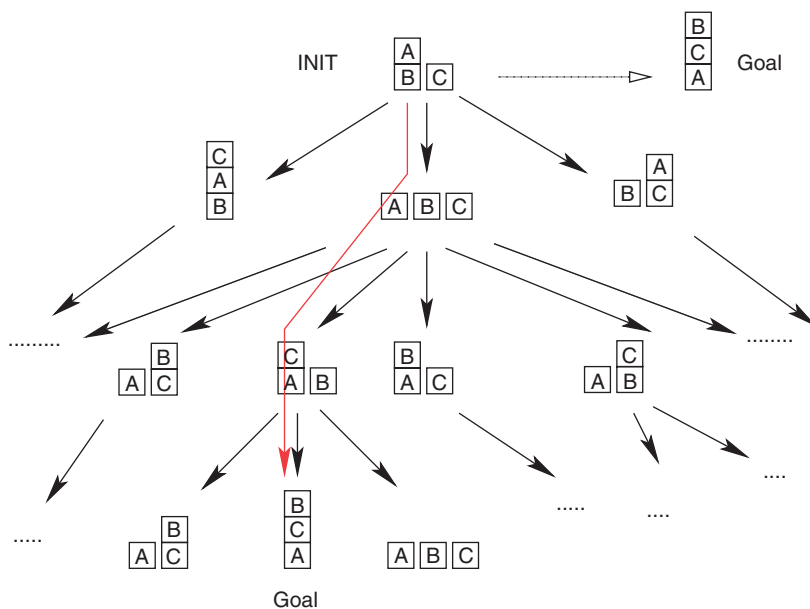 INIT
A
B C
B
C
A
Goal
C
A
B
A B C
A
B C
.........
B
A C
C
A B
B
A C
C
A B
........
.....
B
A C
B
C
A
A B C
.....
....
....
Goal